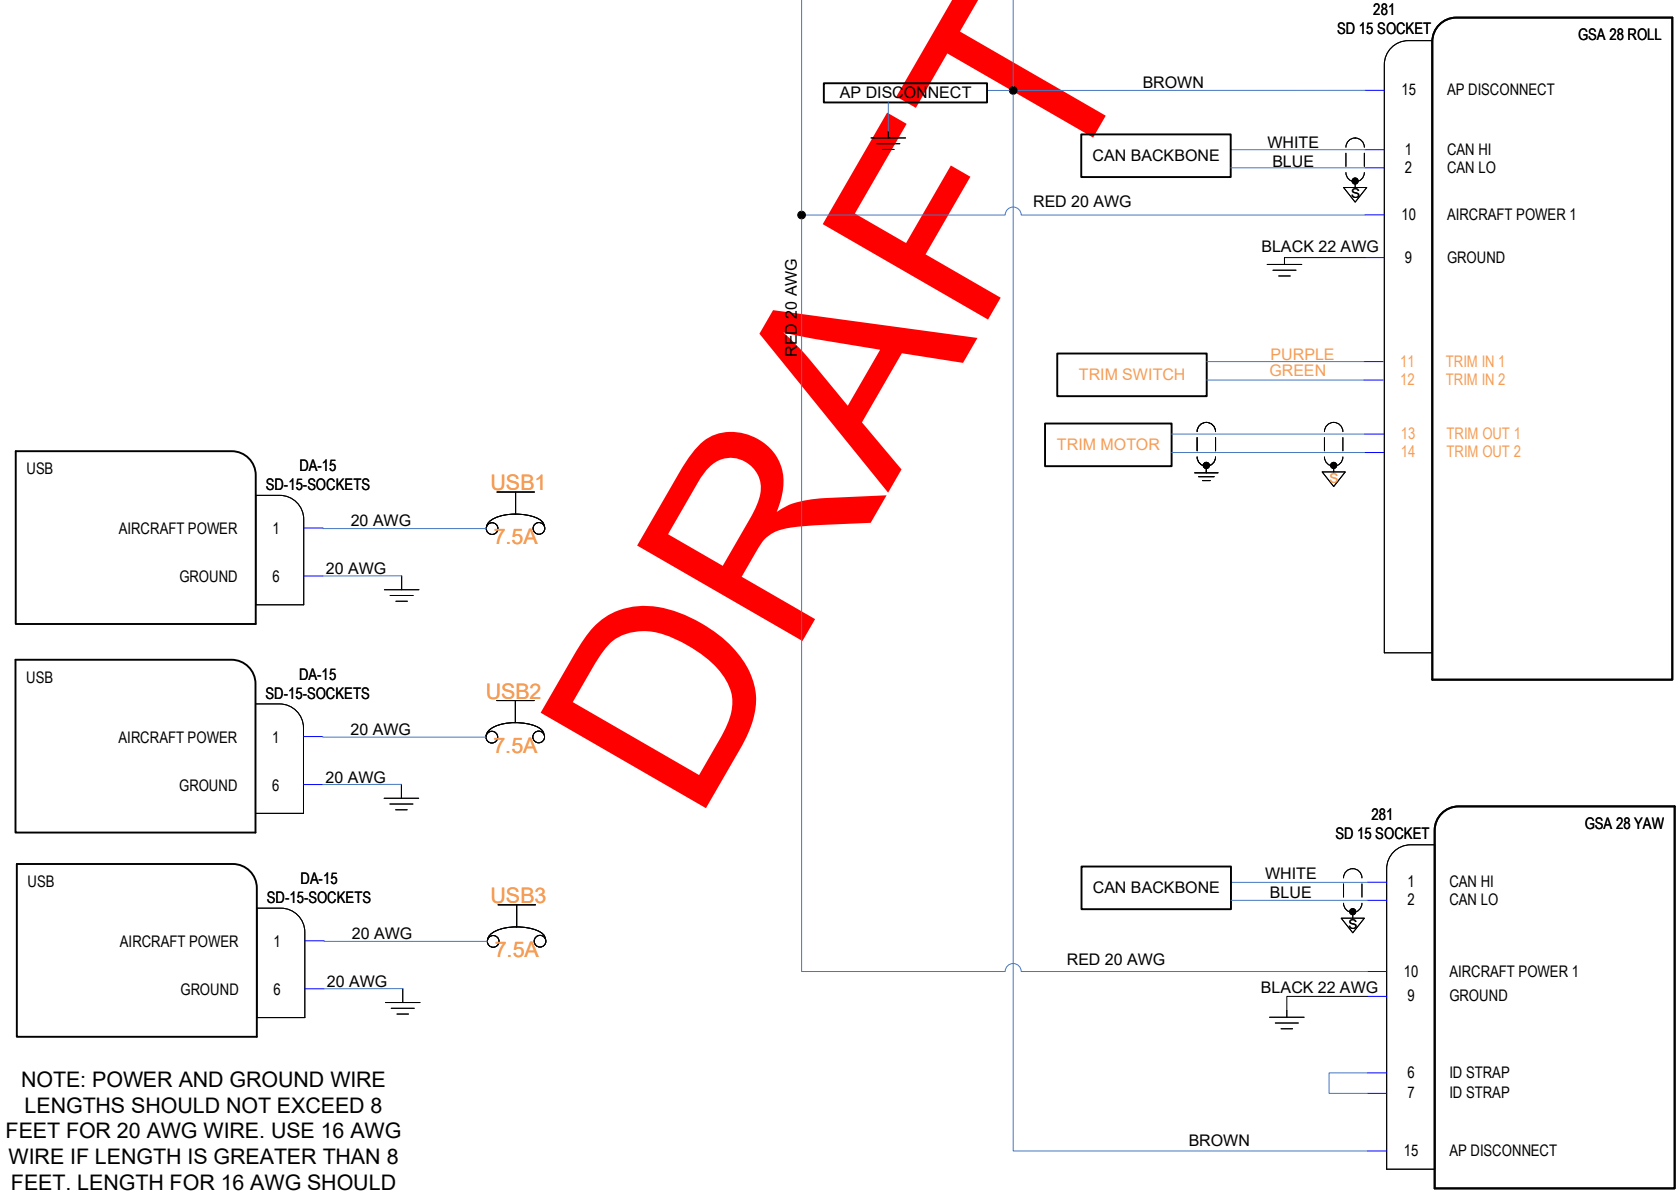 281
SD 15 SOCKET
GSA 28 ROLL
AP DISCONNECT
BROWN
15 AP DISCONNECT
CAN BACKBONE
WHITE
BLUE
S
1 CAN HI
2 CAN LO
RED 20 AWG
10 AIRCRAFT POWER 1
BLACK 22 AWG
9 GROUND
RED 20 AWG
TRIM SWITCH
PURPLE
GREEN
11 TRIM IN 1
12 TRIM IN 2
TRIM MOTOR
S
13 TRIM OUT 1
14 TRIM OUT 2
DRAFT
USB
DA-15
SD-15-SOCKETS
USB1
AIRCRAFT POWER 1 20 AWG
7.5A
GROUND 6 20 AWG
USB
DA-15
SD-15-SOCKETS
USB2
AIRCRAFT POWER 1 20 AWG
7.5A
GROUND 6 20 AWG
USB
DA-15
SD-15-SOCKETS
USB3
AIRCRAFT POWER 1 20 AWG
7.5A
GROUND 6 20 AWG
NOTE: POWER AND GROUND WIRE
LENGTHS SHOULD NOT EXCEED 8
FEET FOR 20 AWG WIRE. USE 16 AWG
WIRE IF LENGTH IS GREATER THAN 8
FEET. LENGTH FOR 16 AWG SHOULD
281
SD 15 SOCKET
GSA 28 YAW
CAN BACKBONE
WHITE
BLUE
S
1 CAN HI
2 CAN LO
RED 20 AWG
10 AIRCRAFT POWER 1
BLACK 22 AWG
9 GROUND
6 ID STRAP
7 ID STRAP
BROWN
15 AP DISCONNECT